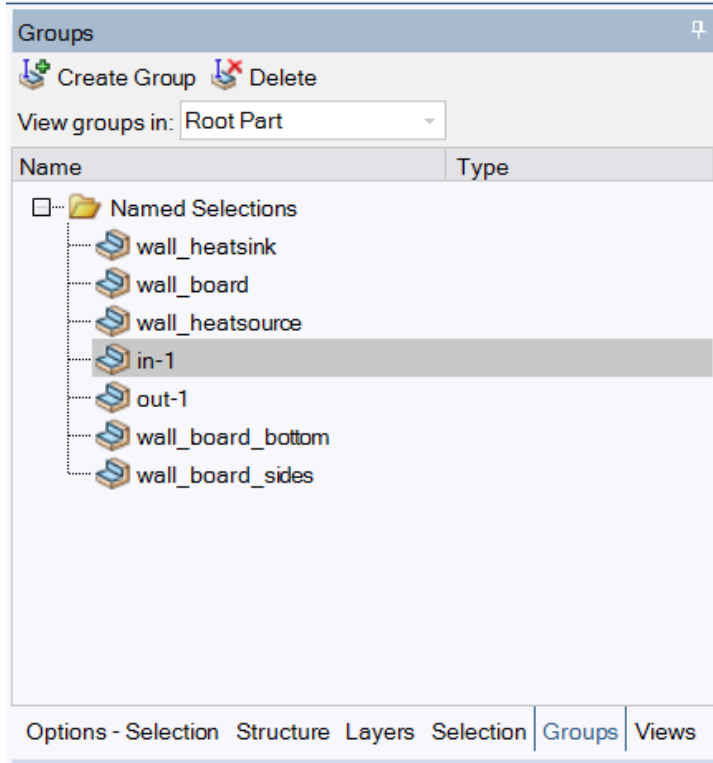 Groups
Create Group Delete
View groups in: Root Part
Name Type
Named Selections
wall_heatsink
wall_board
wall_heatsource
in-1
out-1
wall_board_bottom
wall_board_sides
Options - Selection Structure Layers Selection Groups Views